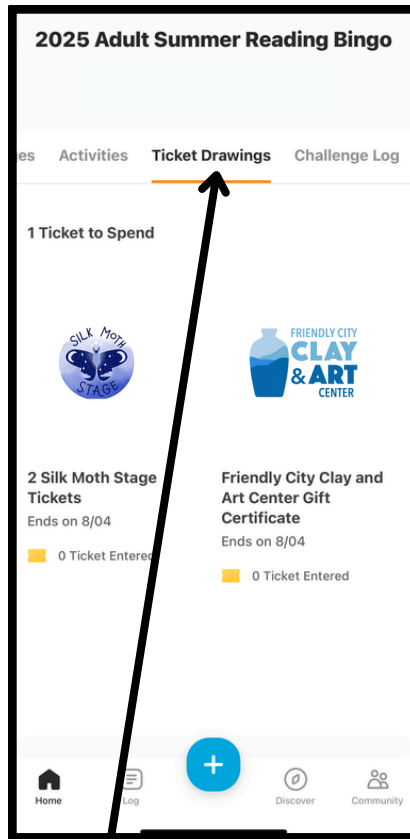 2025 Adult Summer Reading Bingo
es Activities Ticket Drawings Challenge Log
1 Ticket to Spend
SILK MOTH
STAGE
FRIENDLY CITY
CLAY
& ART
CENTER
2 Silk Moth Stage
Tickets
Ends on 8/04
0 Ticket Entered
Friendly City Clay and
Art Center Gift
Certificate
Ends on 8/04
0 Ticket Entered
+
Home Log Discover Community